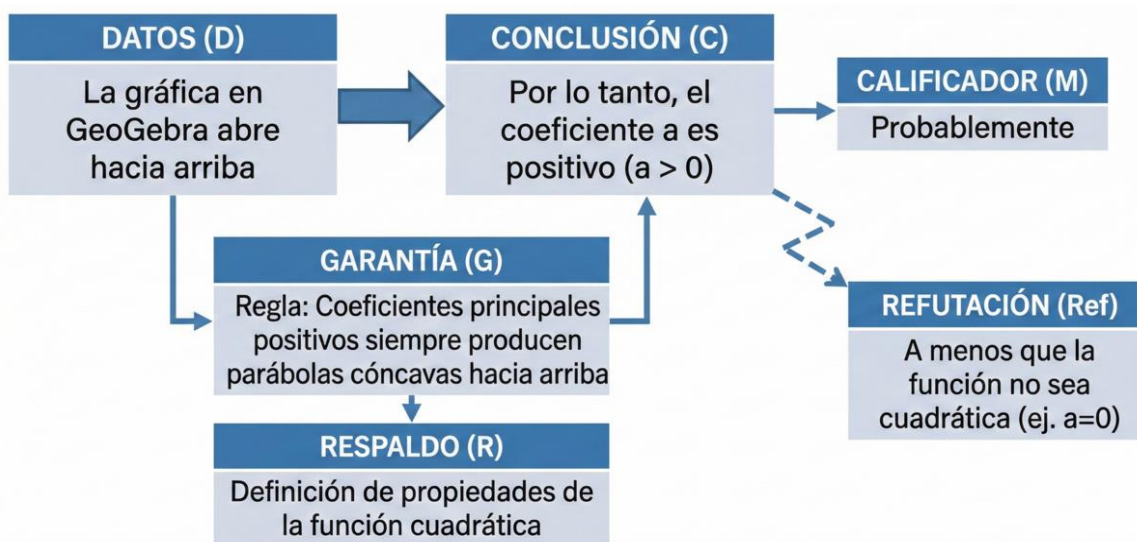 DATOS (D)
La gráfica en
GeoGebra abre
hacia arriba
CONCLUSIÓN (C)
Por lo tanto, el
coeficiente a es
positivo (a > 0)
CALIFICADOR (M)
Probablemente
GARANTÍA (G)
Regla: Coeficientes principales
positivos siempre producen
parábolas cóncavas hacia arriba
REFUTACIÓN (Ref)
A menos que la
función no sea
cuadrática (ej. a=0)
RESPALDO (R)
Definición de propiedades de
la función cuadrática